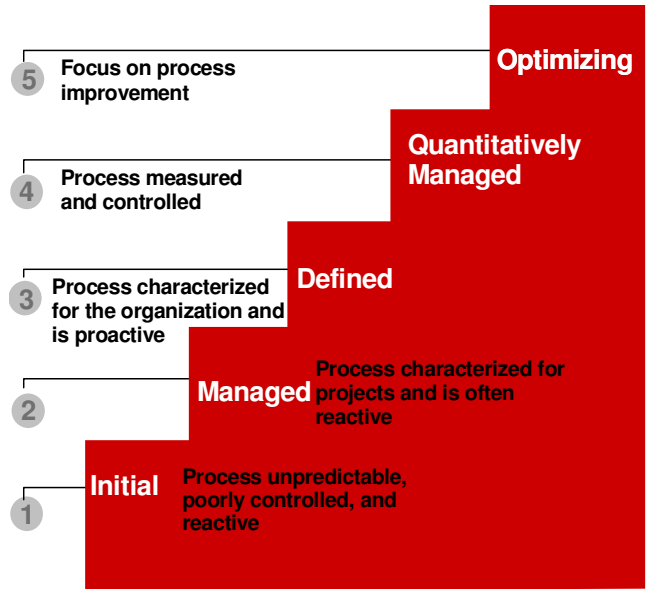 5
Focus on process
improvement
Optimizing
4
Process measured
and controlled
Quantitatively
Managed
3
Process characterized
for the organization and
is proactive
Defined
2
Managed
Process characterized for
projects and is often
reactive
1
Initial
Process unpredictable,
poorly controlled, and
reactive